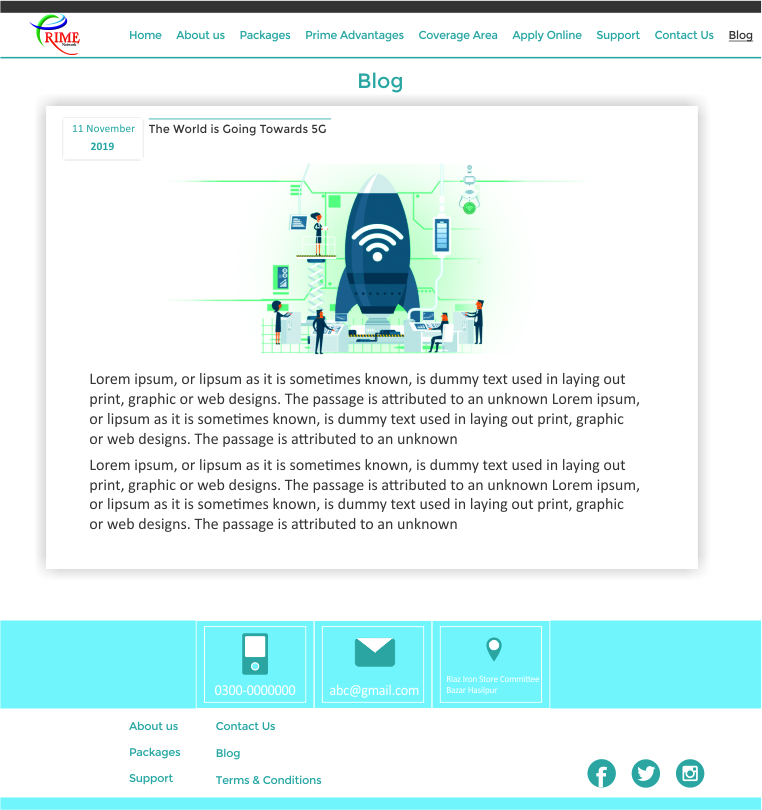 RIME
Network
Home About us Packages Prime Advantages Coverage Area Apply Online Support Contact Us Blog
Blog
11 November
2019
The World is Going Towards 5G
Lorem ipsum, or lipsum as it is sometimes known, is dummy text used in laying out
print, graphic or web designs. The passage is attributed to an unknown Lorem ipsum,
or lipsum as it is sometimes known, is dummy text used in laying out print, graphic
or web designs. The passage is attributed to an unknown
Lorem ipsum, or lipsum as it is sometimes known, is dummy text used in laying out
print, graphic or web designs. The passage is attributed to an unknown Lorem ipsum,
or lipsum as it is sometimes known, is dummy text used in laying out print, graphic
or web designs. The passage is attributed to an unknown
0300-0000000
abc@gmail.com
Riaz Iron Store Committee
Bazar Hasilpur
About us Contact Us
Packages Blog
Support Terms & Conditions